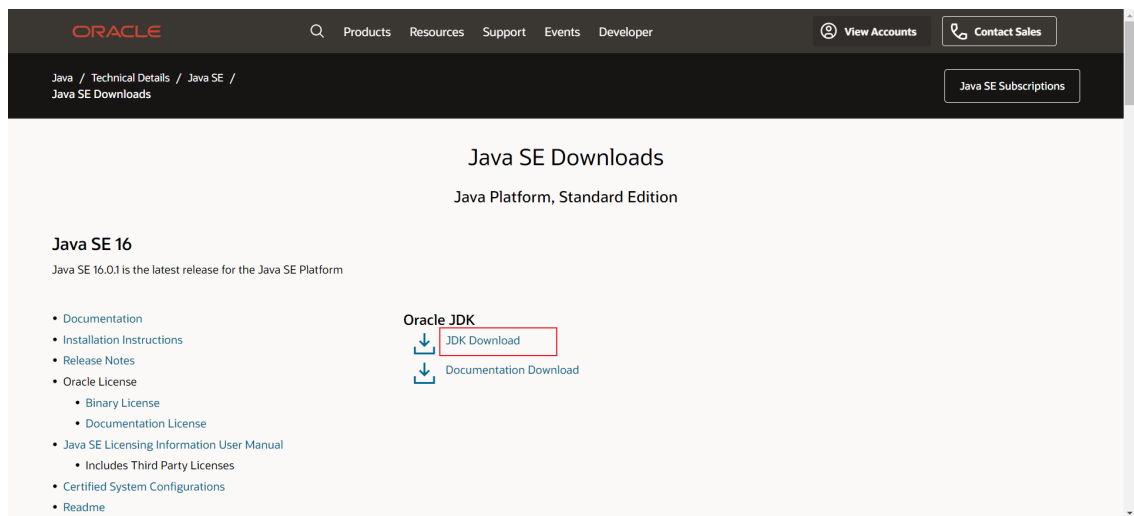 ORACLE
Products Resources Support Events Developer
View Accounts
Contact Sales
Java / Technical Details / Java SE /
Java SE Downloads
Java SE Subscriptions
Java SE Downloads
Java Platform, Standard Edition
Java SE 16
Java SE 16.0.1 is the latest release for the Java SE Platform
• Documentation
• Installation Instructions
• Release Notes
• Oracle License
• Binary License
• Documentation License
• Java SE Licensing Information User Manual
• Includes Third Party Licenses
• Certified System Configurations
• Readme
Oracle JDK
JDK Download
Documentation Download